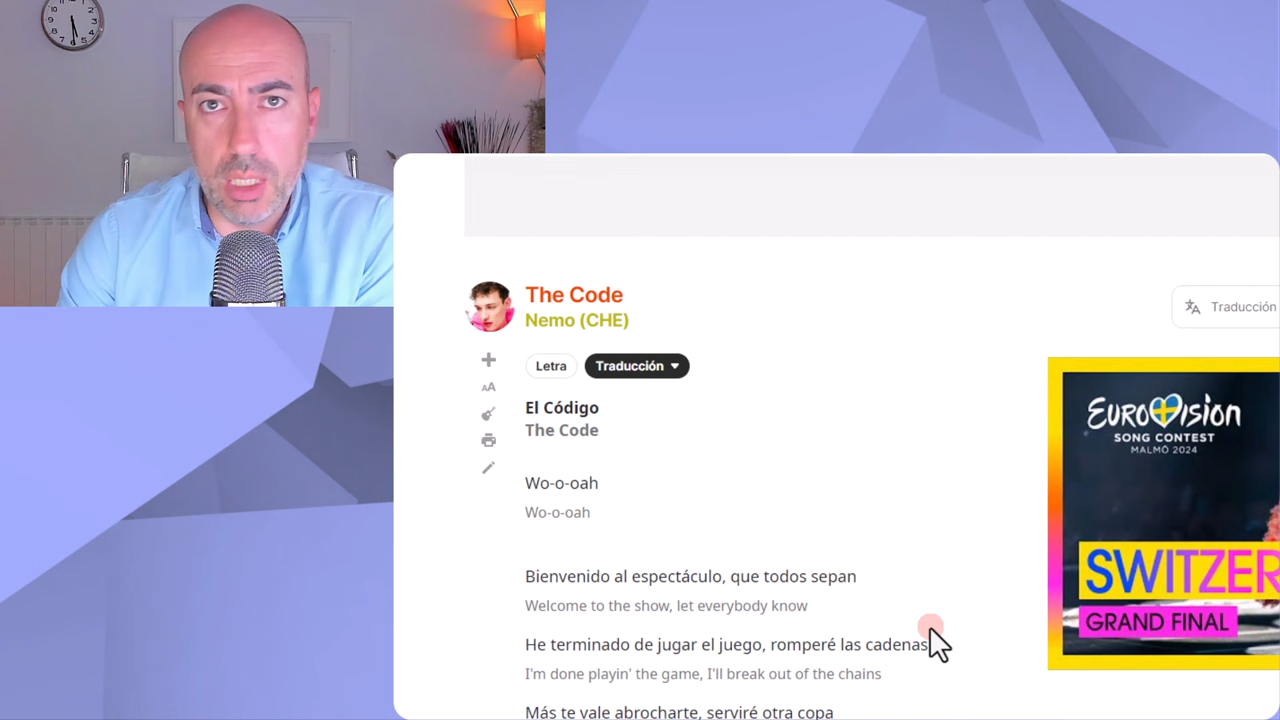 The Code
Nemo (CHE)
Traducción
Letra
Traducción
El Código
The Code
Wo-o-oah
Wo-o-oah
Bienvenido al espectáculo, que todos sepan
Welcome to the show, let everybody know
He terminado de jugar el juego, romperé las cadenas
I'm done playin' the game, I'll break out of the chains
Más te vale abrocharte, serviré otra copa
EUROVISION
SONG CONTEST
MALMÖ 2024
SWITZER
GRAND FINAL